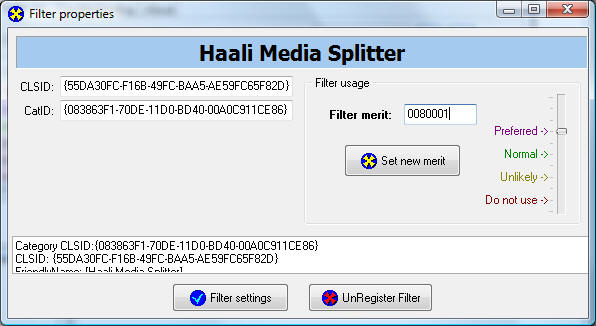 Filter properties
Haali Media Splitter
CLSID: {55DA30FC-F16B-49FC-BAA5-AE59FC65F82D}
CatID: {083863F1-70DE-11D0-BD40-00A0C911CE86}
Filter usage
Filter merit: 0080001
Set new merit
Preferred ->
Normal ->
Unlikely ->
Do not use ->
Category CLSID:{083863F1-70DE-11D0-BD40-00A0C911CE86}
CLSID: {55DA30FC-F16B-49FC-BAA5-AE59FC65F82D}
FriendlyName: [Haali Media Splitter]
Filter settings
UnRegister Filter